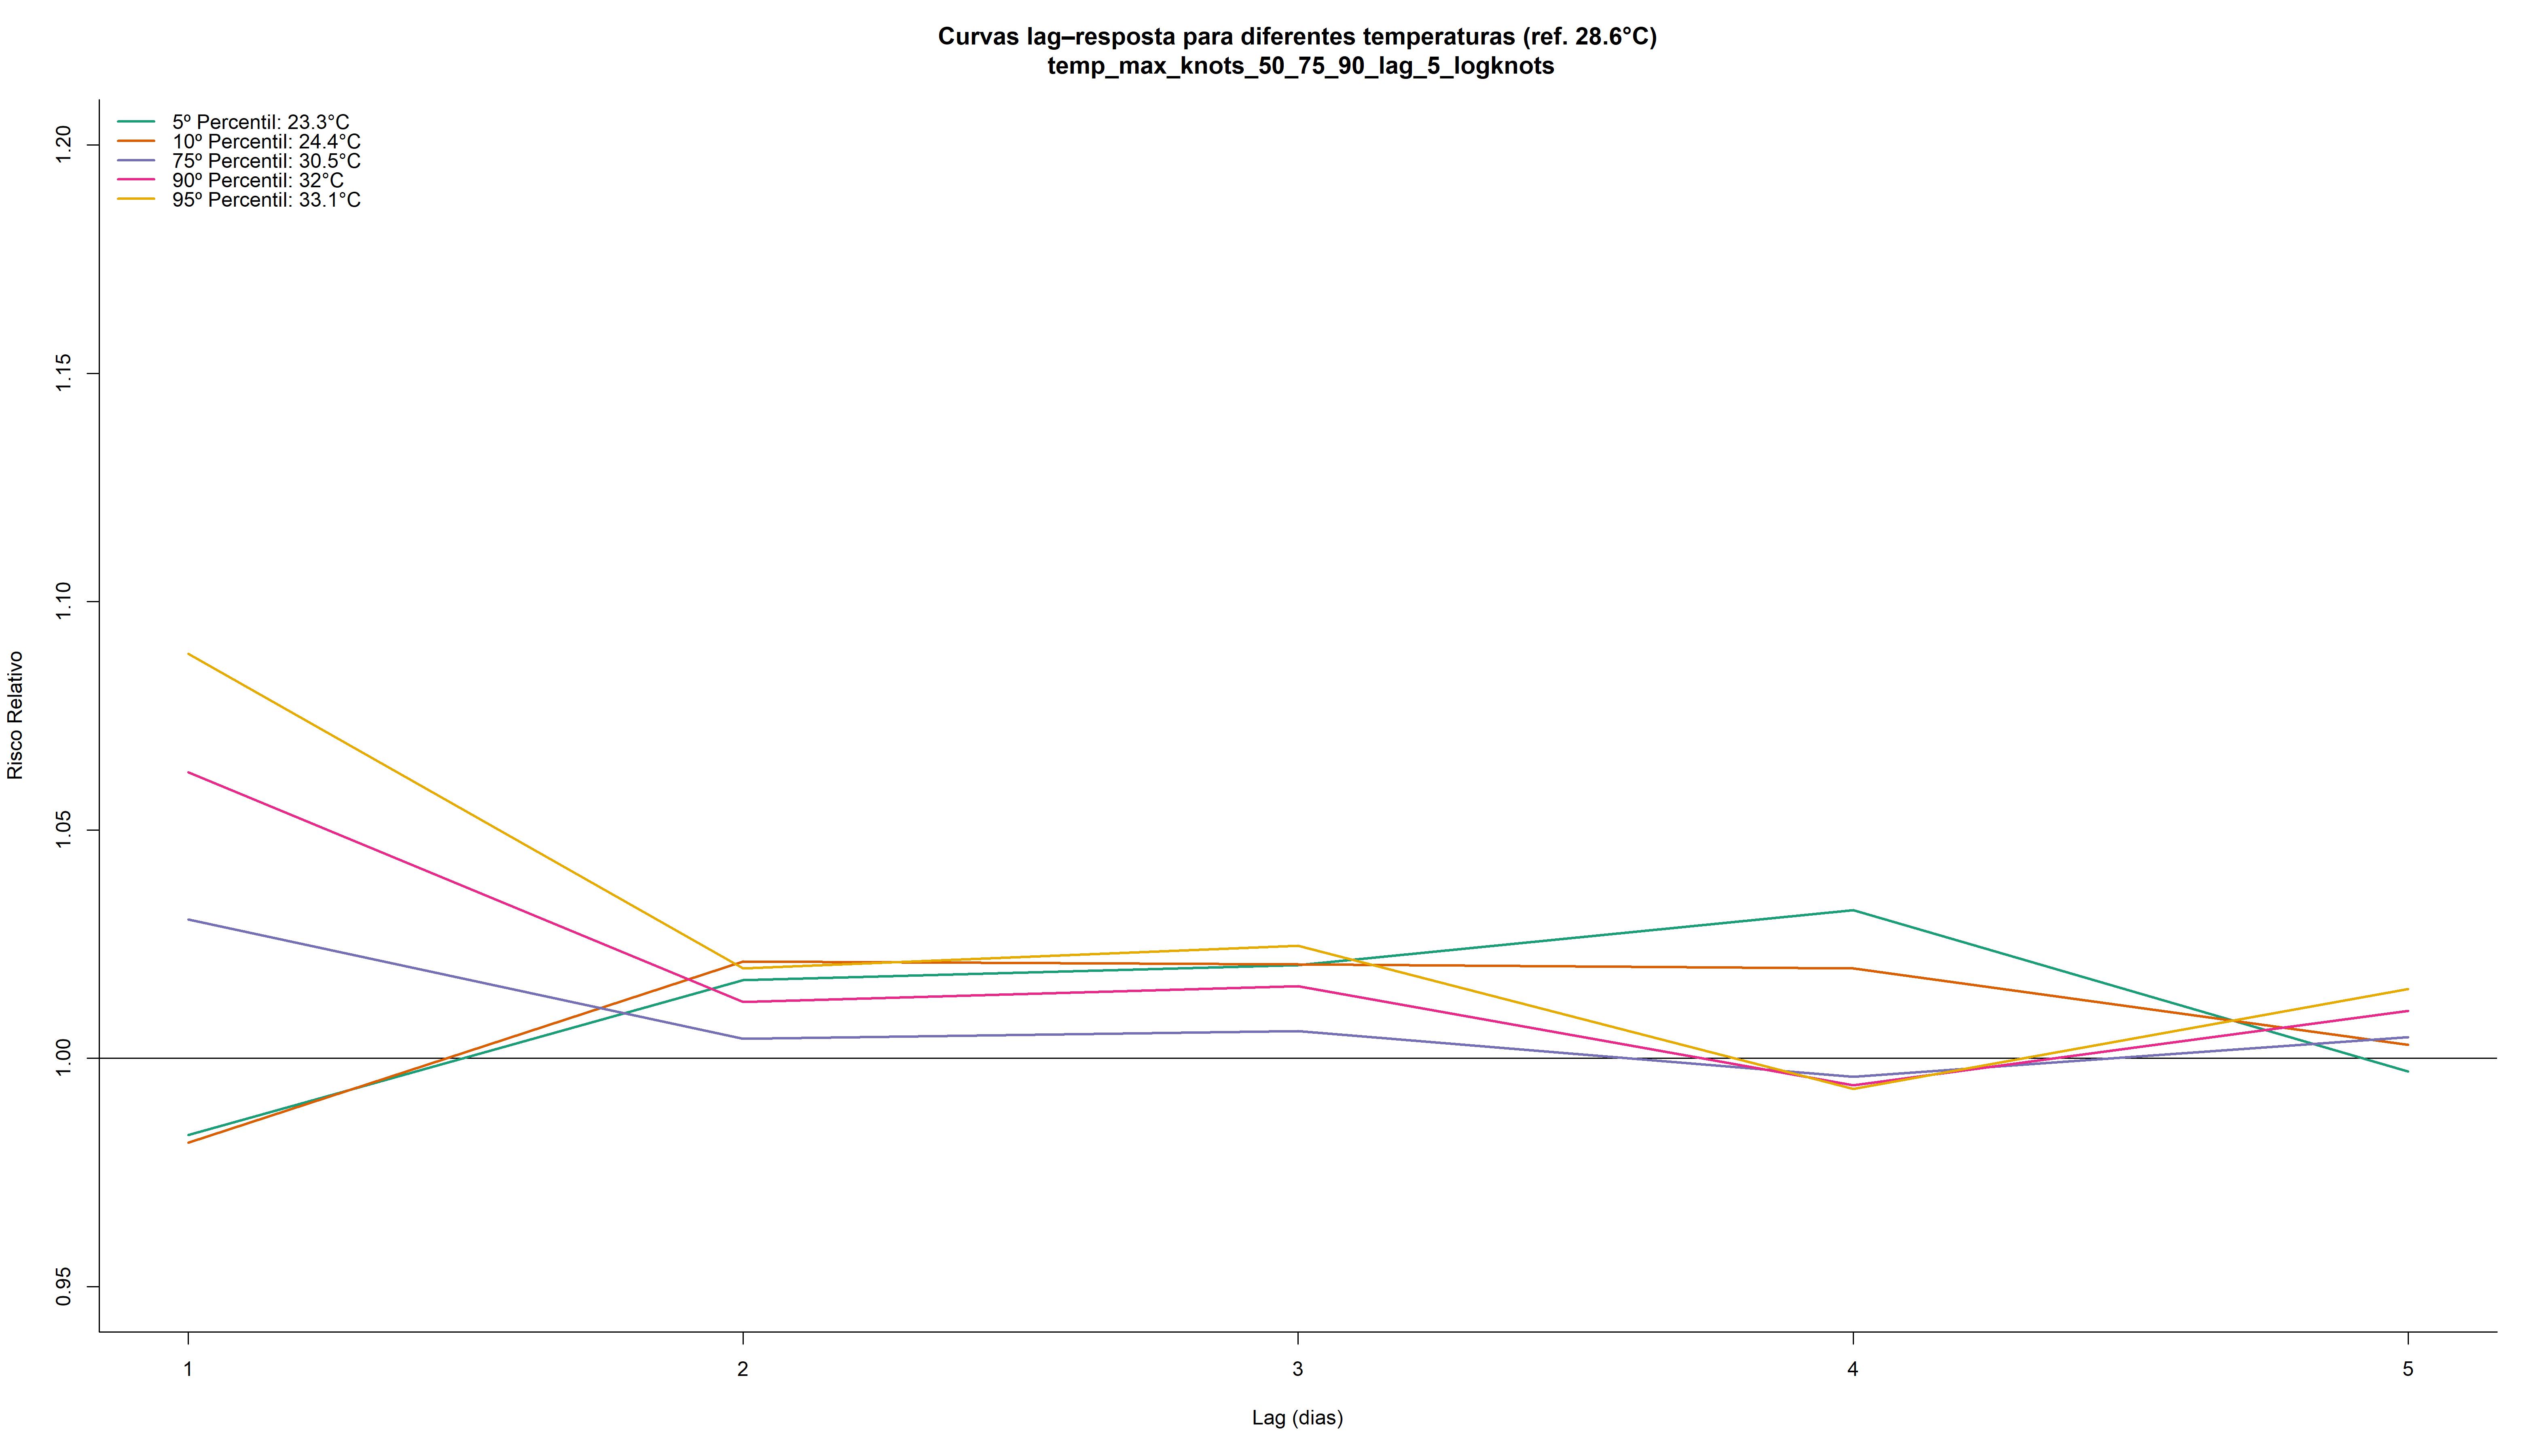 Curvas lag–resposta para diferentes temperaturas (ref. 28.6°C)
temp_max_knots_50_75_90_lag_5_logknots
5º Percentil: 23.3°C
10º Percentil: 24.4°C
75º Percentil: 30.5°C
90º Percentil: 32°C
95º Percentil: 33.1°C
1.20
1.15
1.10
1.05
1.00
0.95
Risco Relativo
1 2 3 4 5
Lag (dias)